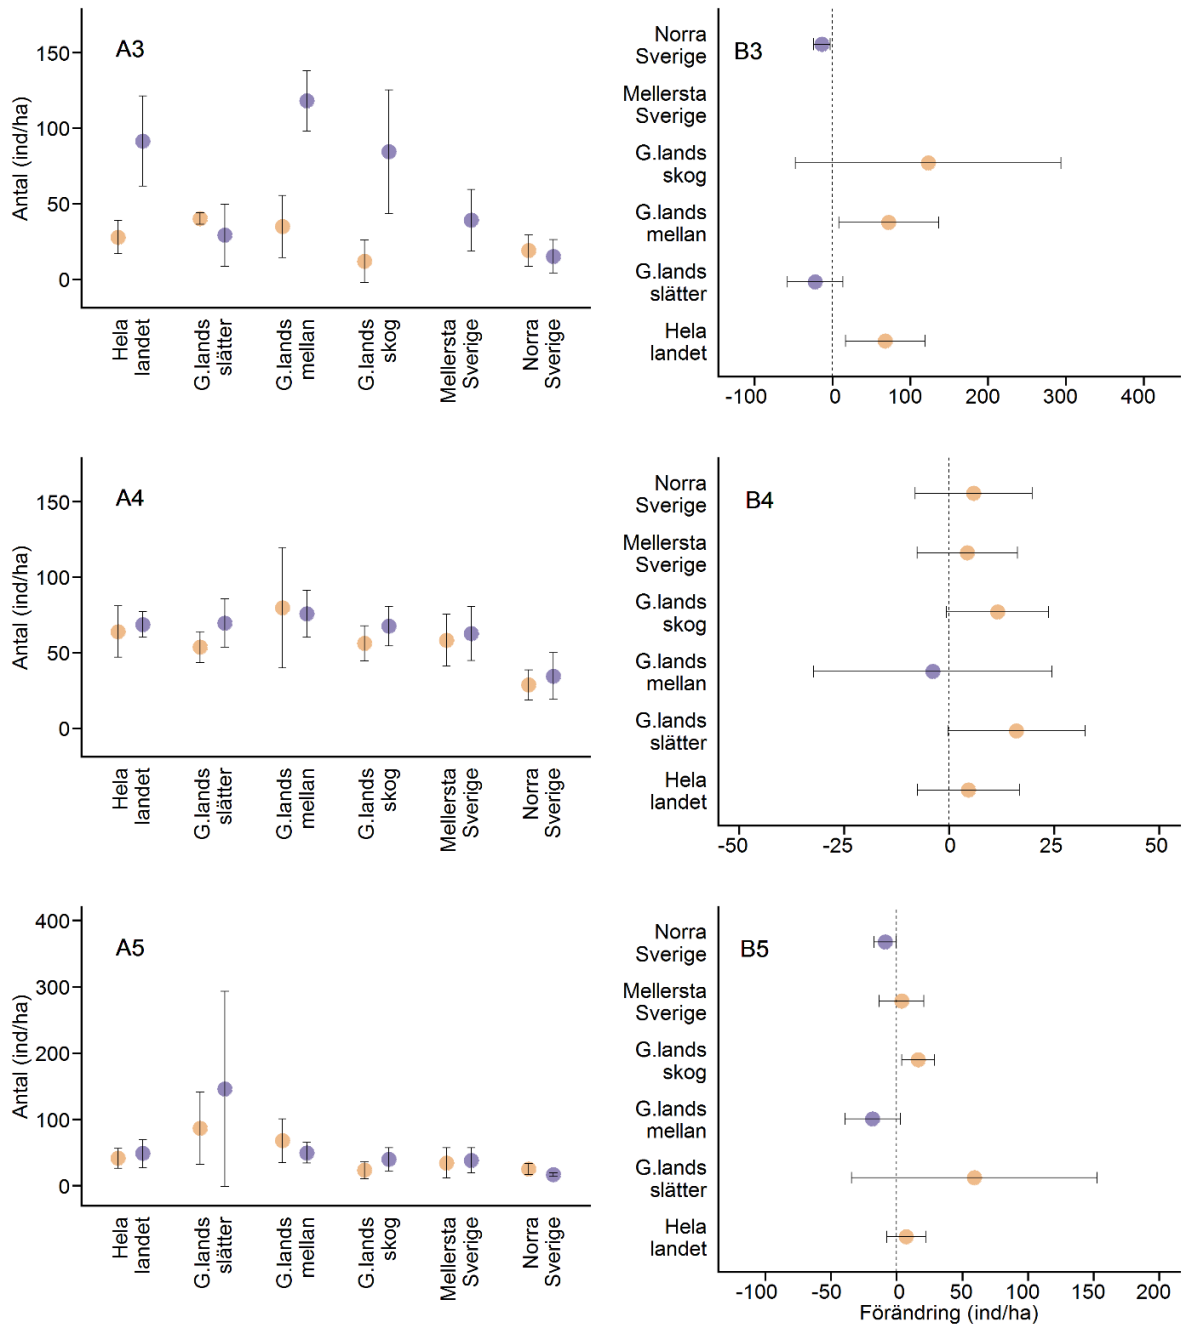 A3
Antal (ind/ha)
150
100
50
0
Hela
landet
G.lands
slätter
G.lands
mellan
G.lands
skog
Mellersta
Sverige
Norra
Sverige
B3
Norra
Sverige
Mellersta
Sverige
G.lands
skog
G.lands
mellan
G.lands
slätter
Hela
landet
-100 0 100 200 300 400
A4
Antal (ind/ha)
150
100
50
0
Hela
landet
G.lands
slätter
G.lands
mellan
G.lands
skog
Mellersta
Sverige
Norra
Sverige
B4
Norra
Sverige
Mellersta
Sverige
G.lands
skog
G.lands
mellan
G.lands
slätter
Hela
landet
-50 -25 0 25 50
A5
Antal (ind/ha)
400
300
200
100
0
Hela
landet
G.lands
slätter
G.lands
mellan
G.lands
skog
Mellersta
Sverige
Norra
Sverige
B5
Norra
Sverige
Mellersta
Sverige
G.lands
skog
G.lands
mellan
G.lands
slätter
Hela
landet
-100 -50 0 50 100 150 200
Förändring (ind/ha)